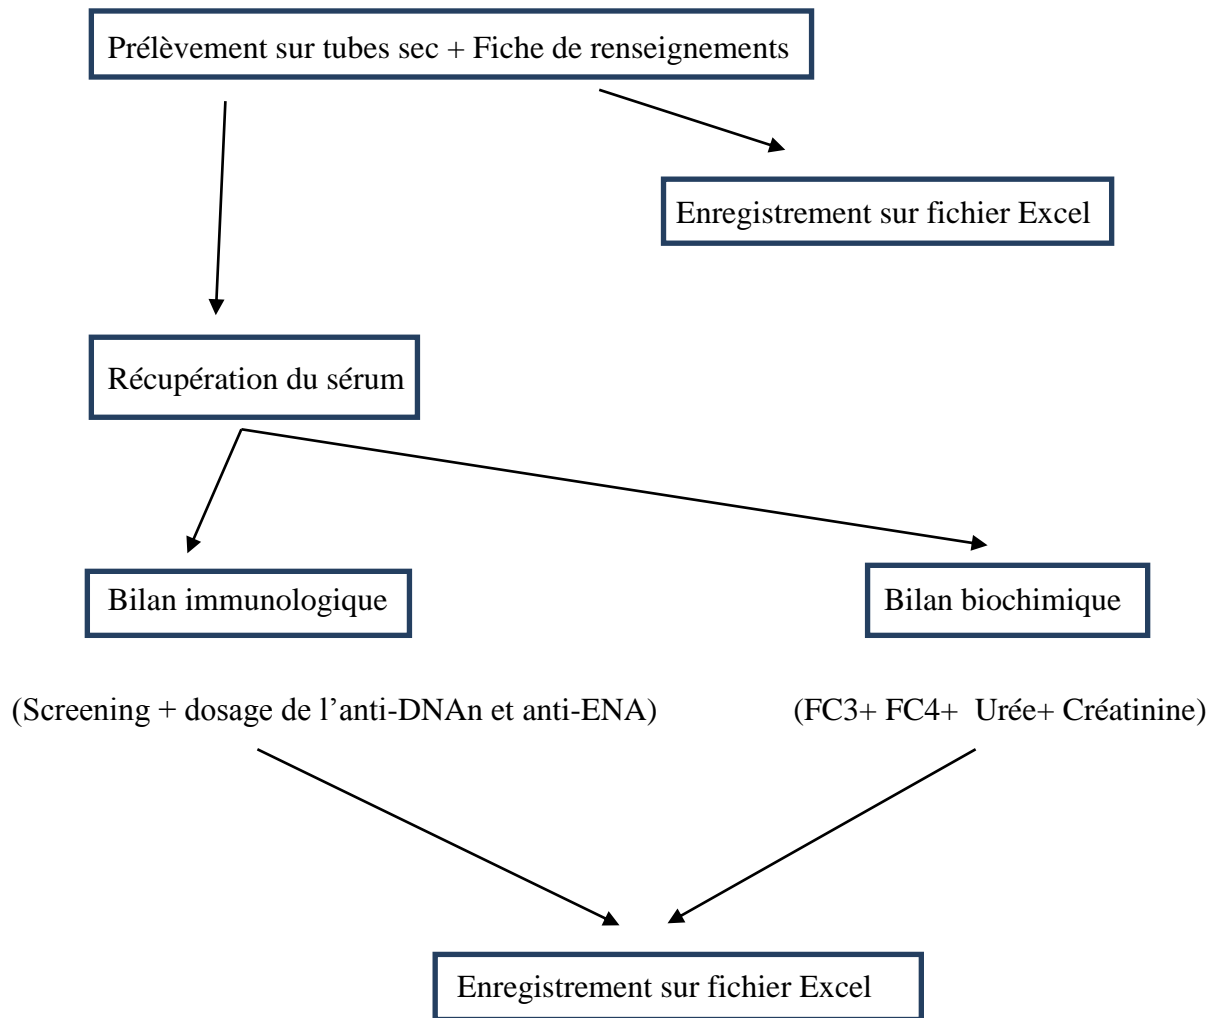 Prélèvement sur tubes sec + Fiche de renseignements
Enregistrement sur fichier Excel
Récupération du sérum
Bilan immunologique
Bilan biochimique
(Screening + dosage de l’anti-DNAn et anti-ENA)
(FC3+ FC4+ Urée+ Créatinine)
Enregistrement sur fichier Excel